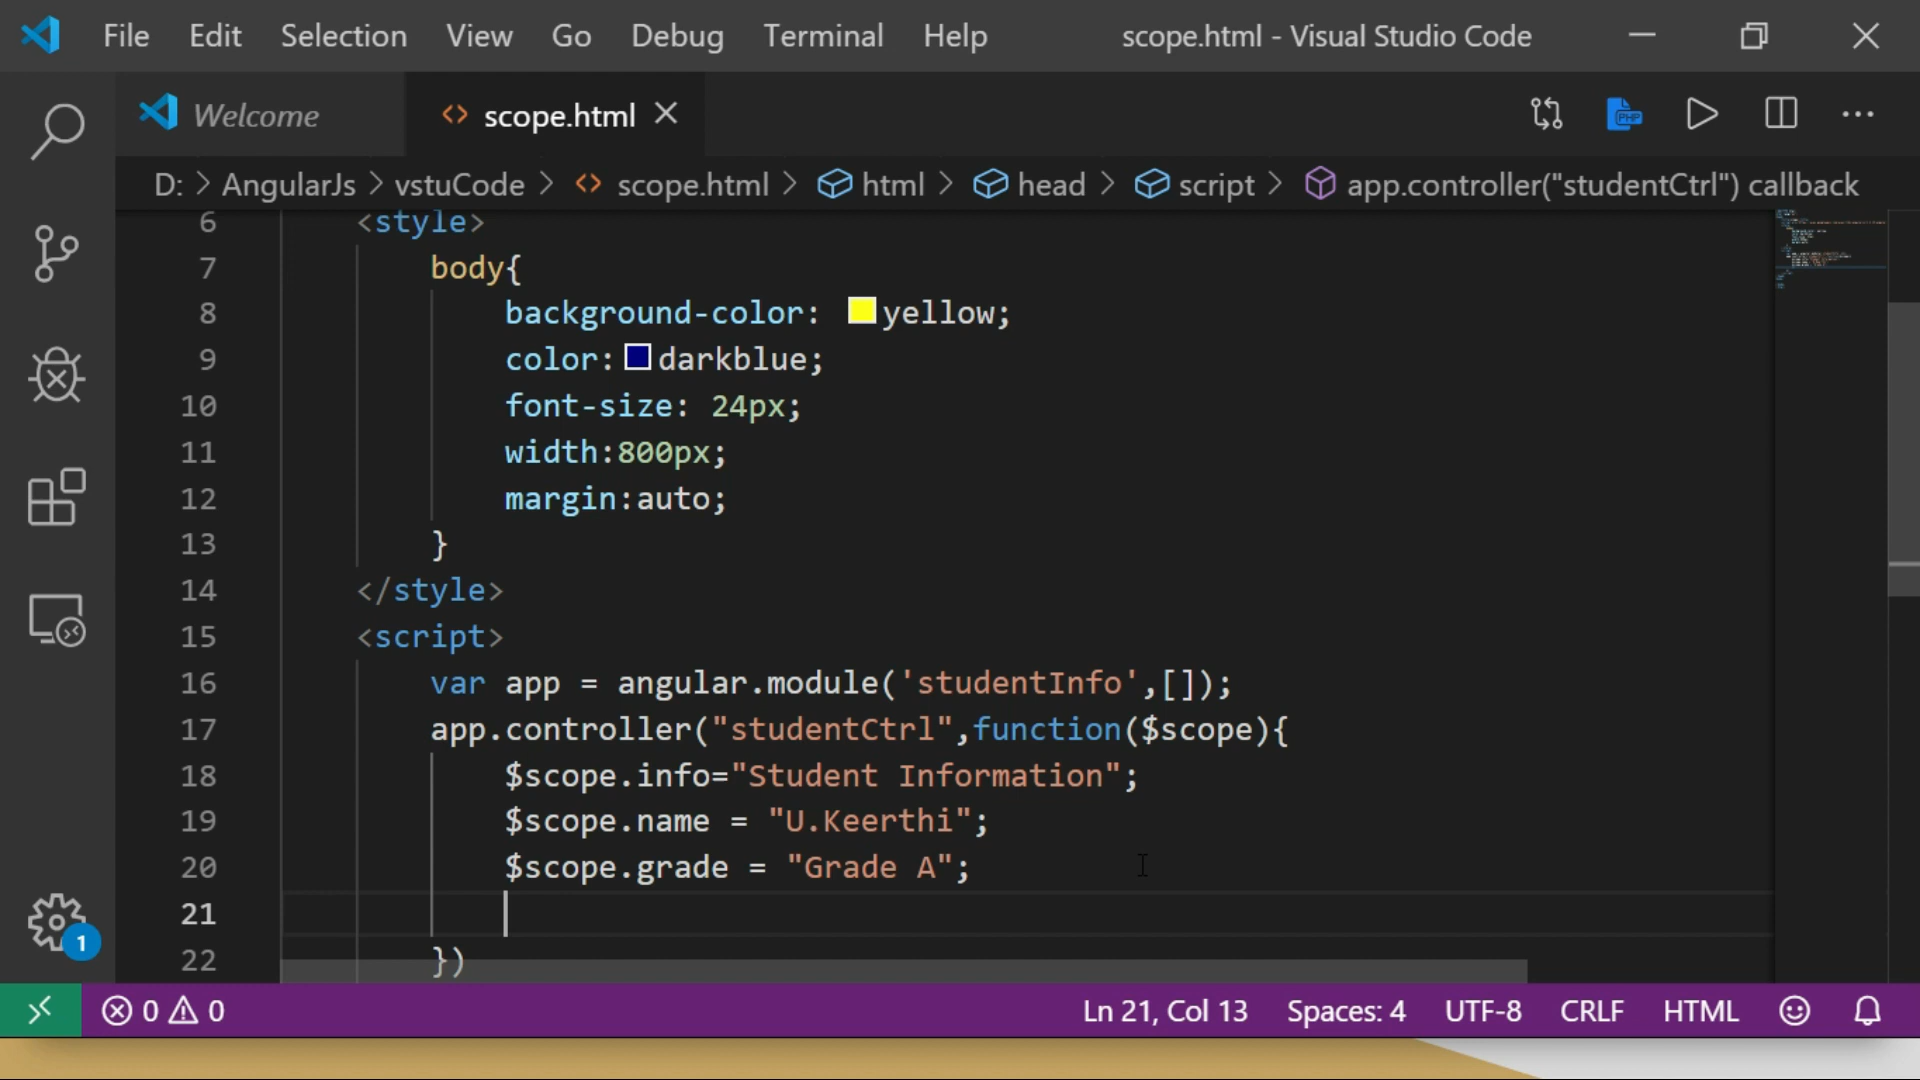 File Edit Selection View Go Debug Terminal Help scope.html - Visual Studio Code
Welcome scope.html
PHP
D: > AngularJs > vstuCode > scope.html > html > head > script > app.controller("studentCtrl") callback
6 <style>
7 body{
8 background-color: yellow;
9 color: darkblue;
10 font-size: 24px;
11 width:800px;
12 margin:auto;
13 }
14 </style>
15 <script>
16 var app = angular.module('studentInfo',[]);
17 app.controller("studentCtrl",function($scope){
18 $scope.info="Student Information";
19 $scope.name = "U.Keerthi";
20 $scope.grade = "Grade A";
21
22 })
1
0 0 Ln 21, Col 13 Spaces: 4 UTF-8 CRLF HTML